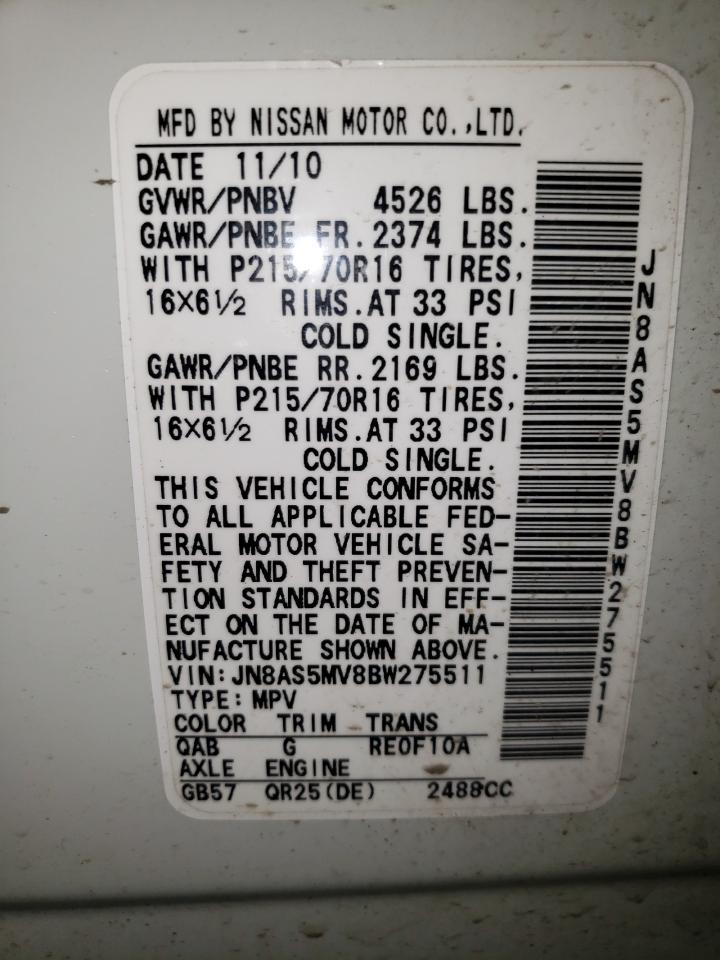 MFD BY NISSAN MOTOR CO.,LTD.
DATE 11/10
GVWR/PNBV 4526 LBS.
GAWR/PNBE FR. 2374 LBS.
WITH P215/70R16 TIRES,
16X6½ RIMS. AT 33 PSI
COLD SINGLE.
GAWR/PNBE RR. 2169 LBS.
WITH P215/70R16 TIRES,
16X6½ RIMS. AT 33 PSI
COLD SINGLE.
THIS VEHICLE CONFORMS
TO ALL APPLICABLE FED-
ERAL MOTOR VEHICLE SA-
FETY AND THEFT PREVEN-
TION STANDARDS IN EFF-
ECT ON THE DATE OF MA-
NUFACTURE SHOWN ABOVE.
VIN: JN8AS5MV8BW275511
TYPE: MPV
COLOR TRIM TRANS
QAB G RE0F10A
AXLE ENGINE
GB57 QR25(DE) 2488CC
JN8AS5MV8BW275511